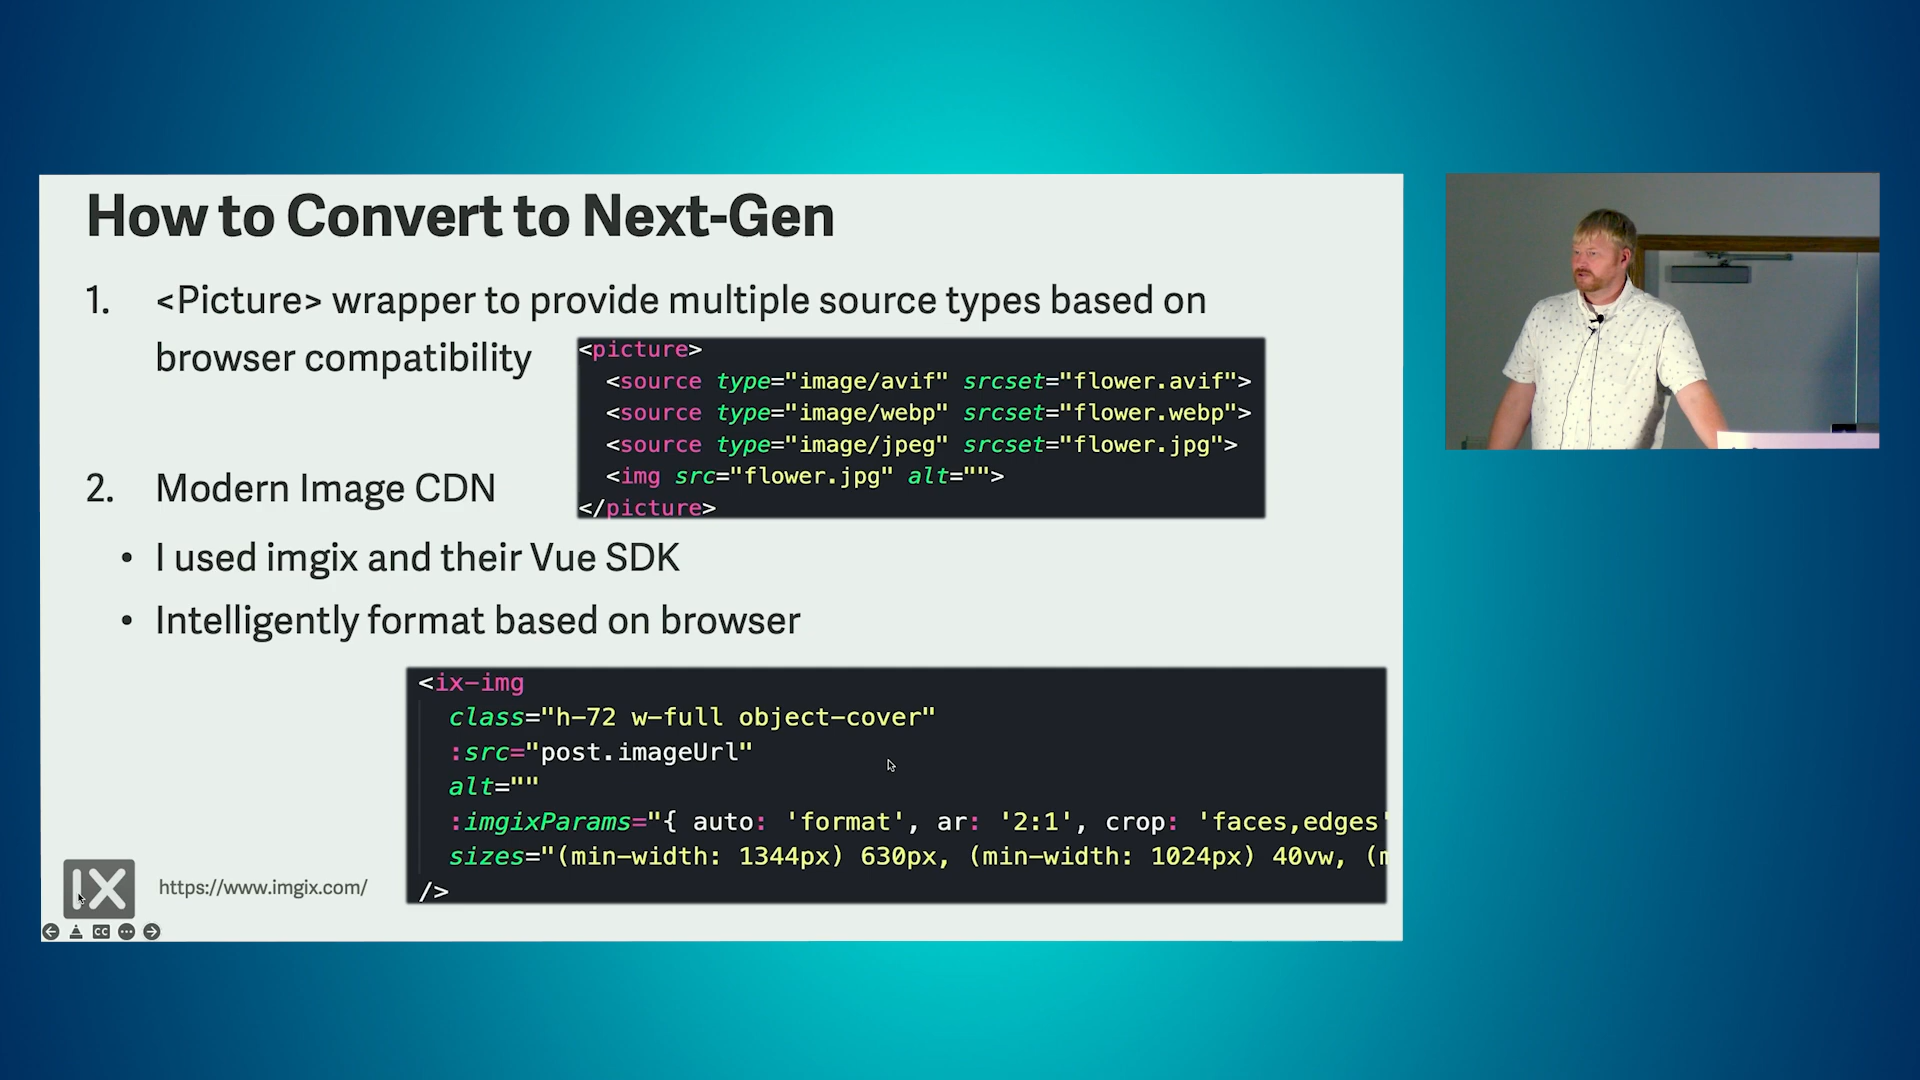 How to Convert to Next-Gen
1. <Picture> wrapper to provide multiple source types based on
browser compatibility
<picture>
<source type="image/avif" srcset="flower.avif">
<source type="image/webp" srcset="flower.webp">
<source type="image/jpeg" srcset="flower.jpg">
<img src="flower.jpg" alt="">
</picture>
2. Modern Image CDN
• I used imgix and their Vue SDK
• Intelligently format based on browser
<ix-img
class="h-72 w-full object-cover"
:src="post.imageUrl"
alt=""
:imgixParams="{ auto: 'format', ar: '2:1', crop: 'faces,edges'
sizes="(min-width: 1344px) 630px, (min-width: 1024px) 40vw, (m
/>
IX
https://www.imgix.com/
CC